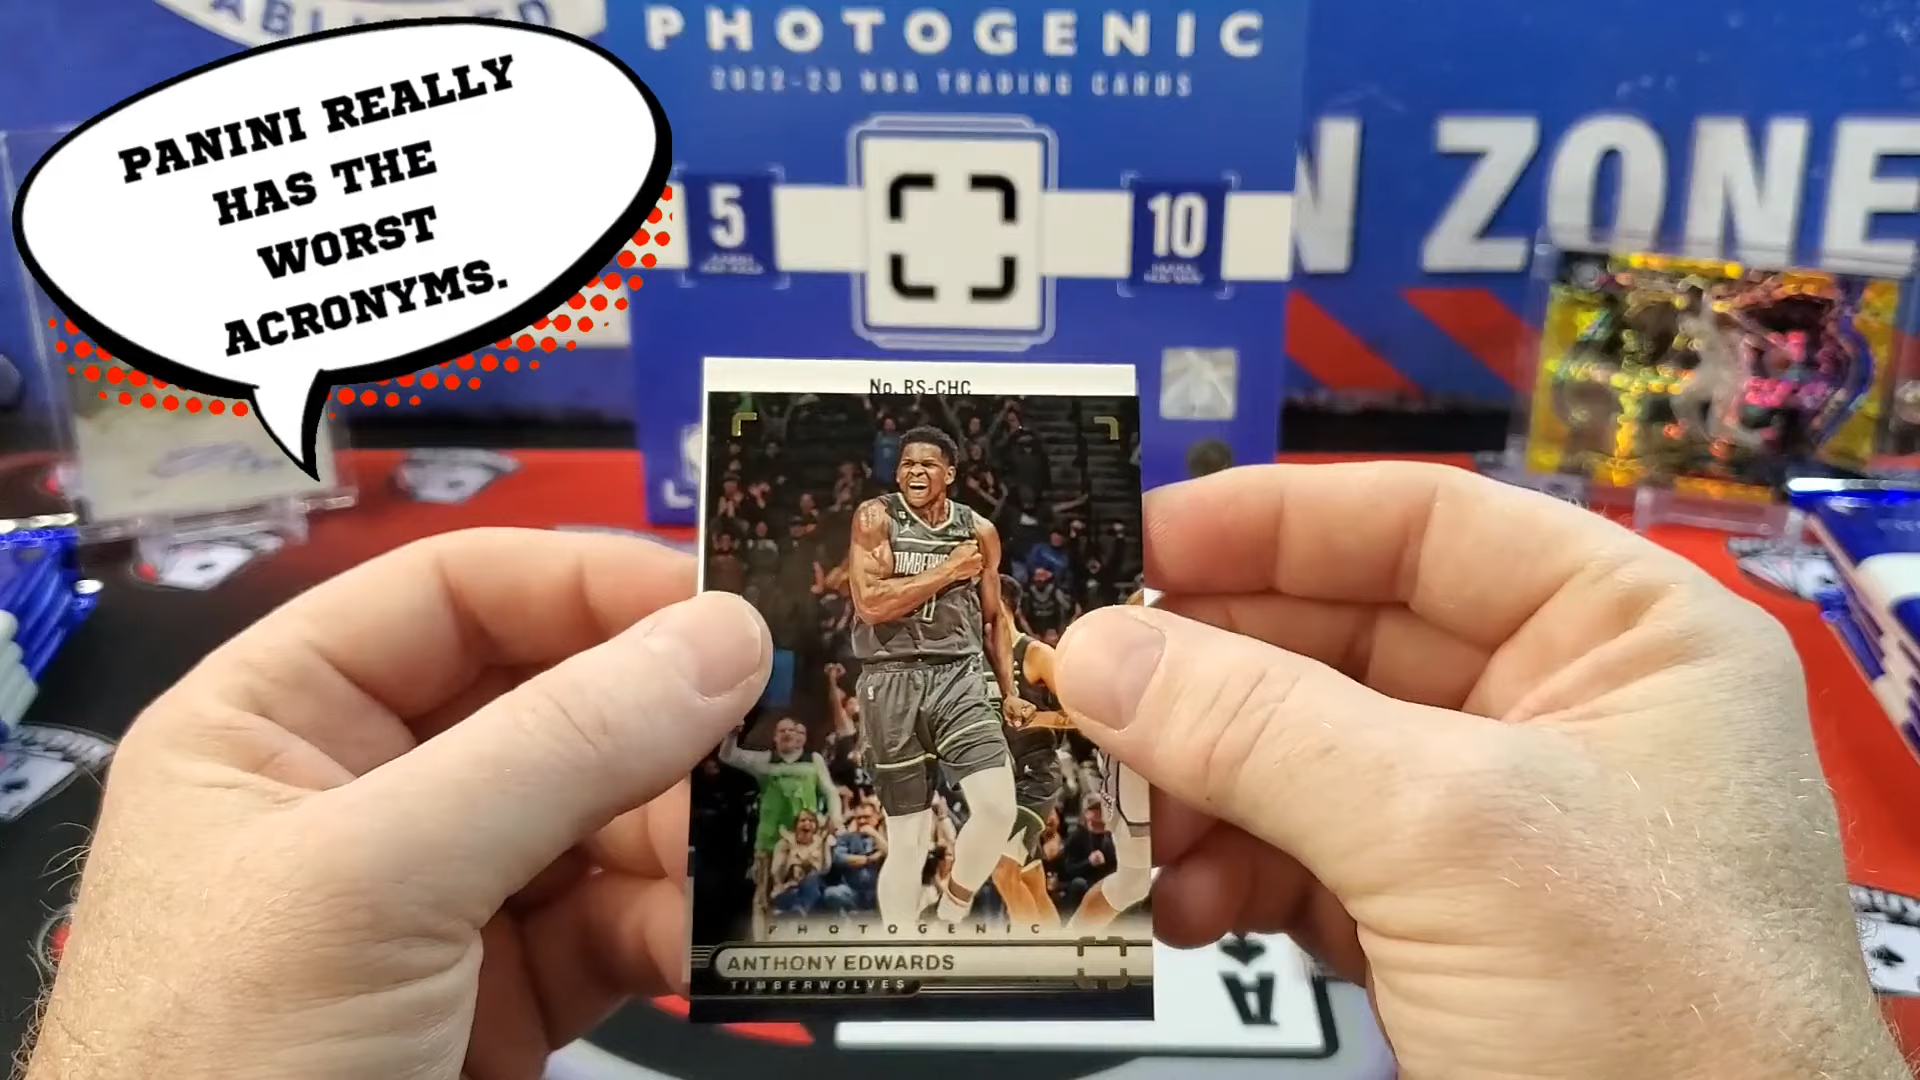 PANINI REALLY
HAS THE
WORST
ACRONYMS.
PHOTOGENIC
2022-23 NBA TRADING CARDS
5
10
N ZONE
No. RS-CHC
TIMBERW
PHOTOGENIC
ANTHONY EDWARDS
TIMBERWOLVES
A